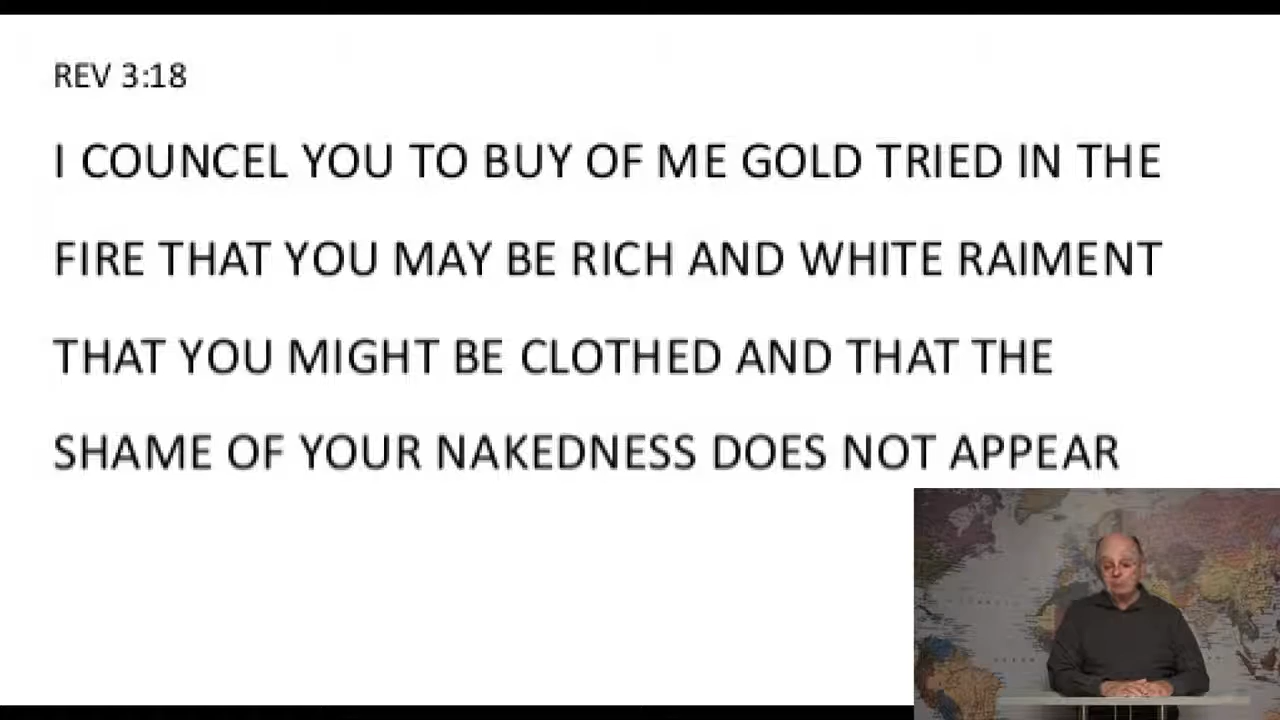 REV 3:18
I COUNCEL YOU TO BUY OF ME GOLD TRIED IN THE
FIRE THAT YOU MAY BE RICH AND WHITE RAIMENT
THAT YOU MIGHT BE CLOTHED AND THAT THE
SHAME OF YOUR NAKEDNESS DOES NOT APPEAR